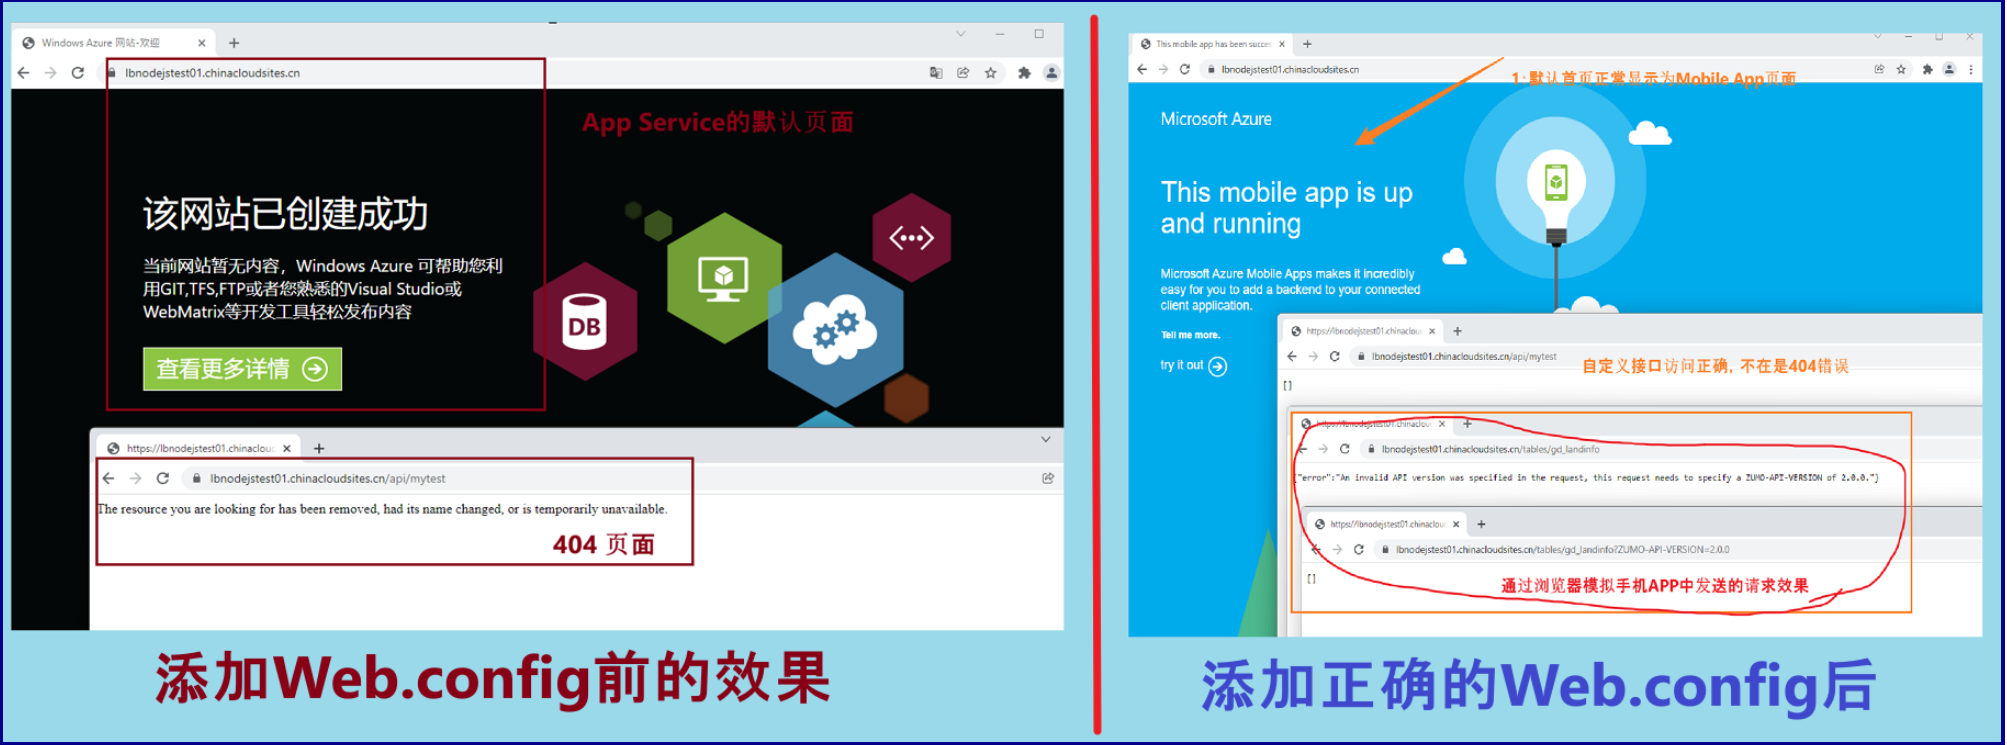 Windows Azure 网站-欢迎
lbnodejstest01.chinacloudsites.cn
App Service的默认页面
该网站已创建成功
当前网站暂无内容，Windows Azure 可帮助您利
用GIT,TFS,FTP或者您熟悉的Visual Studio或
WebMatrix等开发工具轻松发布内容
查看更多详情
DB
https://lbnodejstest01.chinacloud
lbnodejstest01.chinacloudsites.cn/api/mytest
The resource you are looking for has been removed, had its name changed, or is temporarily unavailable.
404 页面
添加Web.config前的效果
This mobile app has been succes
lbnodejstest01.chinacloudsites.cn
1·默认首页正常显示为Mobile App页面
Microsoft Azure
This mobile app is up
and running
Microsoft Azure Mobile Apps makes it incredibly
easy for you to add a backend to your connected
client application.
Tell me more.
try it out
https://lbnodejstest01.chinaclou
lbnodejstest01.chinacloudsites.cn/api/mytest
自定义接口访问正确, 不在是404错误
[]
https://lbnodejstest01.chinaclou
lbnodejstest01.chinacloudsites.cn/tables/gd_landinfo
{"error":"An invalid API version was specified in the request, this request needs to specify a ZUMO-API-VERSION of 2.0.0."}
https://lbnodejstest01.chinaclou
lbnodejstest01.chinacloudsites.cn/tables/gd_landinfo?ZUMO-API-VERSION=2.0.0
[]
通过浏览器模拟手机APP中发送的请求效果
添加正确的Web.config后